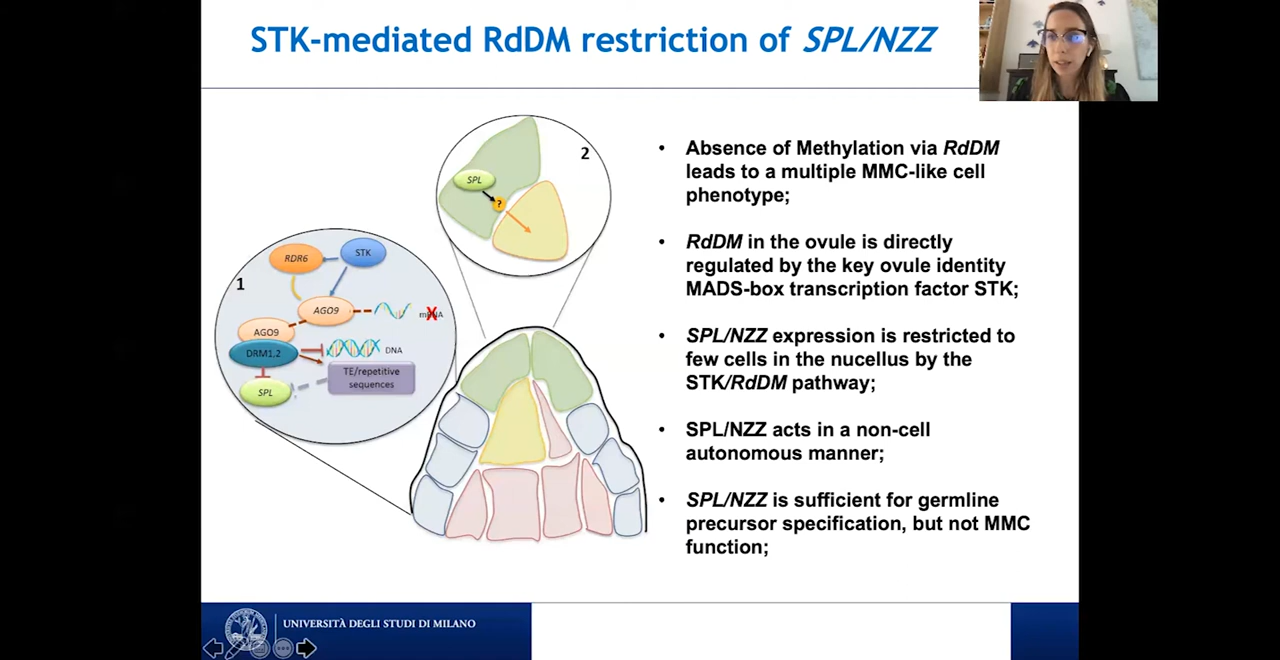 STK-mediated RdDM restriction of SPL/NZZ
2
SPL
?
1
RDR6
STK
AGO9
mRNA
AGO9
DRM1,2
DNA
TE/repetitive
sequences
SPL
• Absence of Methylation via RdDM
leads to a multiple MMC-like cell
phenotype;
• RdDM in the ovule is directly
regulated by the key ovule identity
MADS-box transcription factor STK;
• SPL/NZZ expression is restricted to
few cells in the nucellus by the
STK/RdDM pathway;
• SPL/NZZ acts in a non-cell
autonomous manner;
• SPL/NZZ is sufficient for germline
precursor specification, but not MMC
function;
UNIVERSITÀ DEGLI STUDI DI MILANO